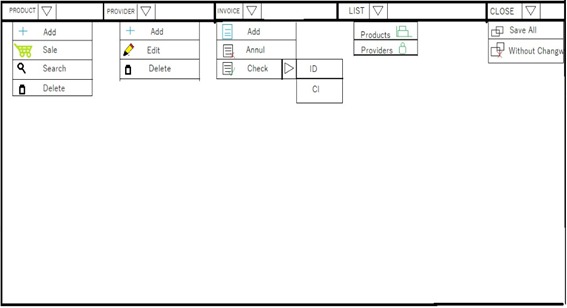 PRODUCT
PROVIDER
INVOICE
LIST
CLOSE
Add
Sale
Search
Delete
Add
Edit
Delete
Add
Annul
Check
ID
CI
Products
Providers
Save All
Without Changw